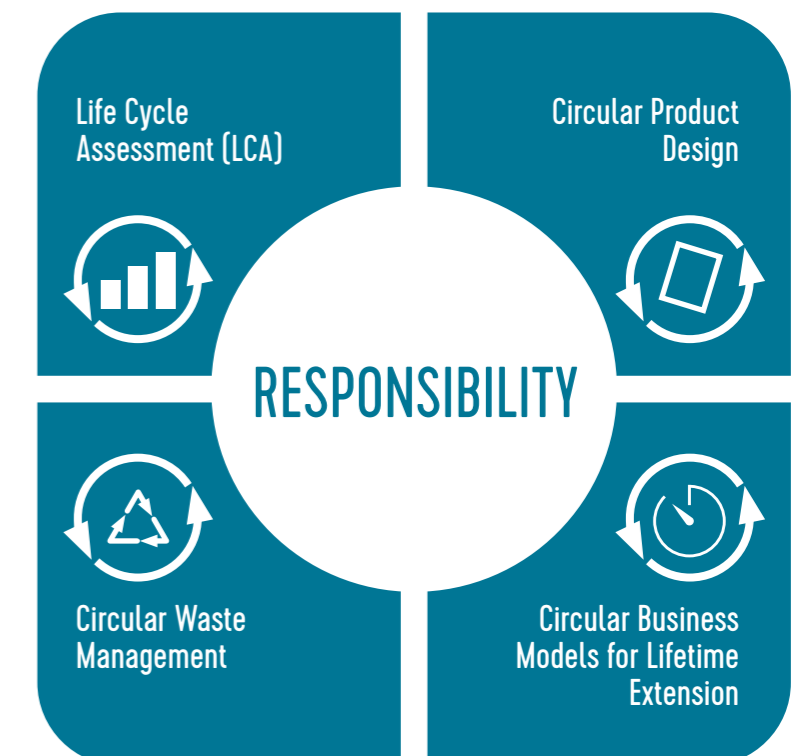 Life Cycle
Assessment (LCA)
Circular Product
Design
RESPONSIBILITY
Circular Waste
Management
Circular Business
Models for Lifetime
Extension